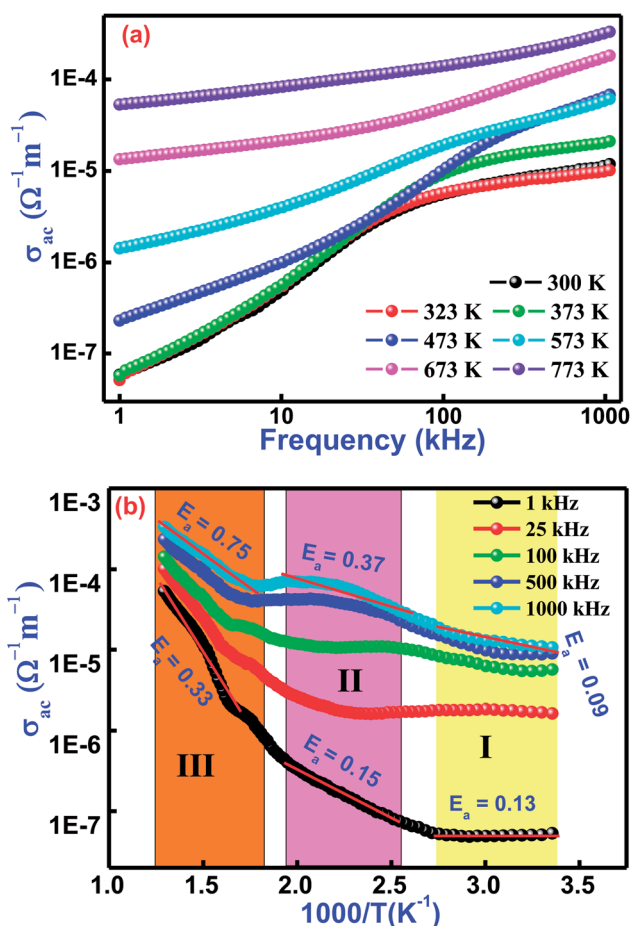 (a)
1E-4
1E-5
1E-6
1E-7
σac (Ω⁻¹m⁻¹)
300 K
323 K 373 K
473 K 573 K
673 K 773 K
1 10 100 1000
Frequency (kHz)
(b)
1E-3
1E-4
1E-5
1E-6
1E-7
σac (Ω⁻¹m⁻¹)
1 kHz
25 kHz
100 kHz
500 kHz
1000 kHz
Ea = 0.75
Ea = 0.37
Ea = 0.09
Ea = 0.33
Ea = 0.15
Ea = 0.13
III
II
I
1.0 1.5 2.0 2.5 3.0 3.5
1000/T(K⁻¹)